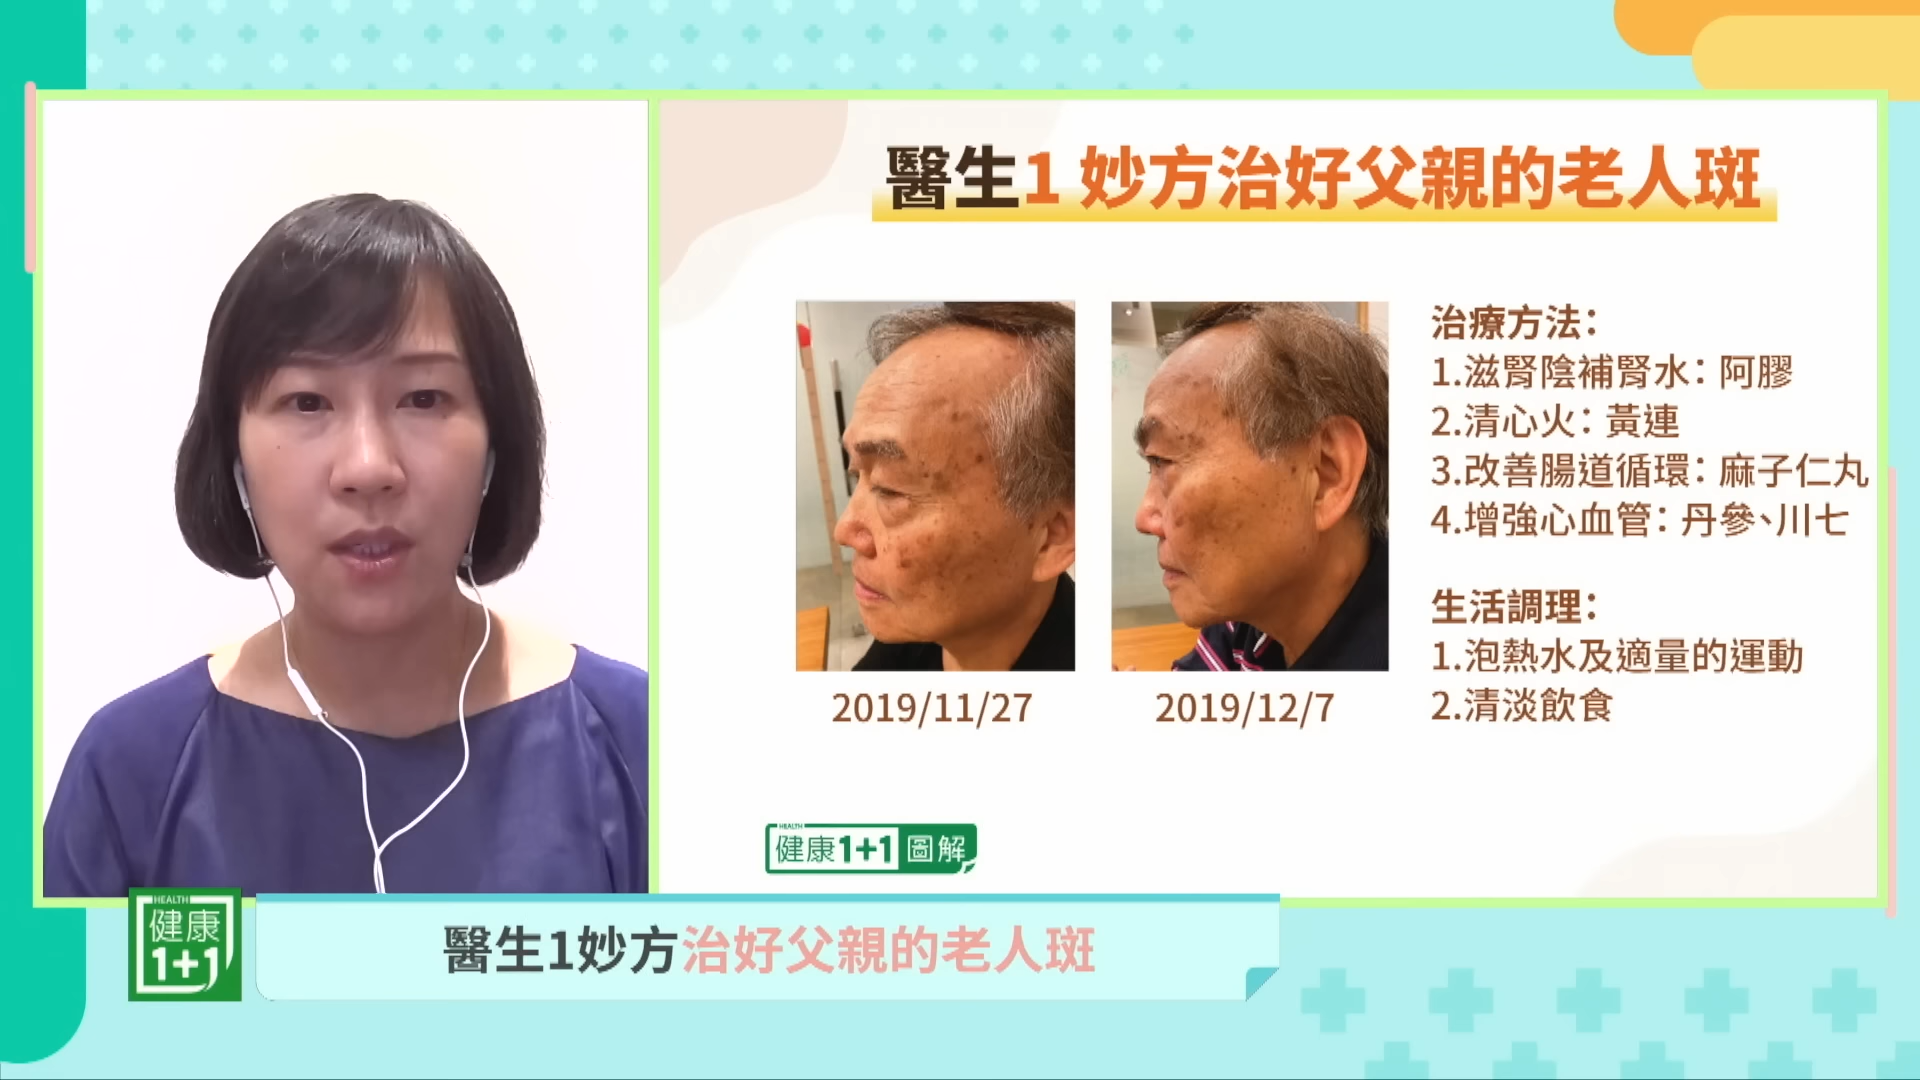 醫生1 妙方治好父親的老人斑
治療方法：
1.滋腎陰補腎水：阿膠
2.清心火：黃連
3.改善腸道循環：麻子仁丸
4.增強心血管：丹參、川七
生活調理：
1.泡熱水及適量的運動
2.清淡飲食
2019/11/27
2019/12/7
HEALTH
健康1+1 圖解
HEALTH
健康
1+1
醫生1妙方治好父親的老人斑